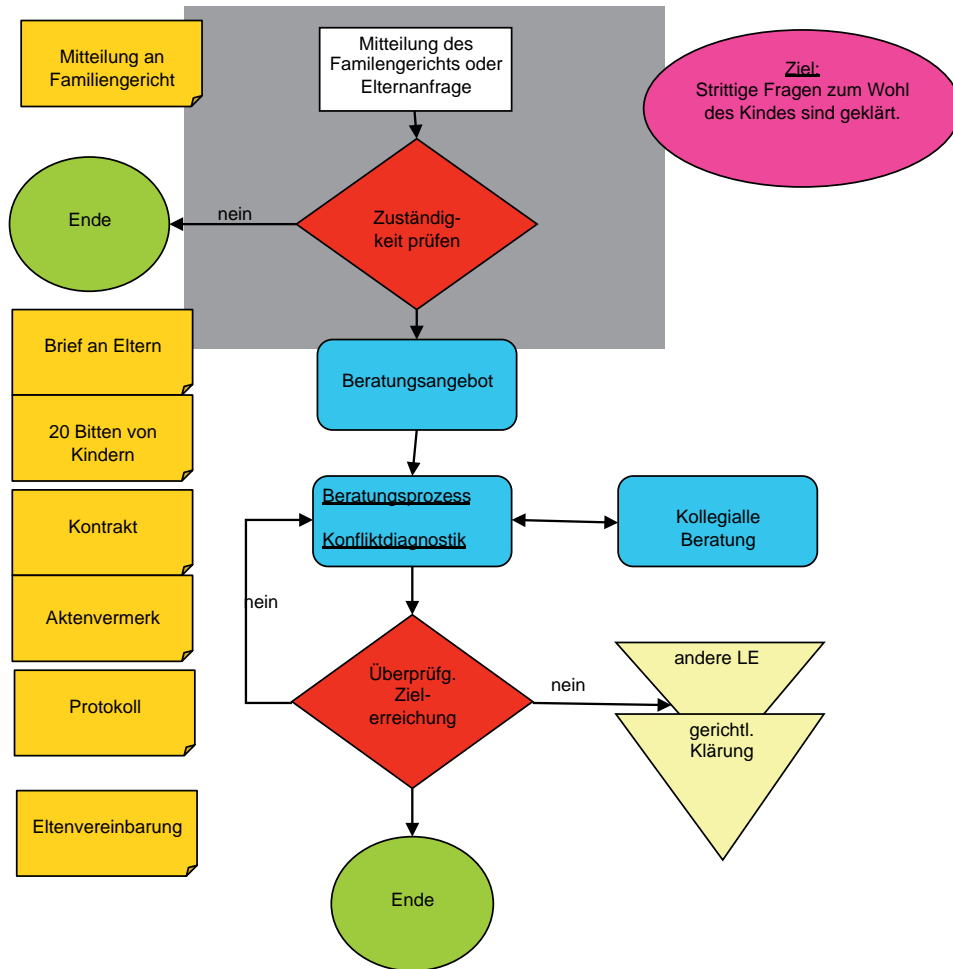 Mitteilung an
Familiengericht
Mitteilung des
Familengerichts oder
Elternanfrage
Ziel:
Strittige Fragen zum Wohl
des Kindes sind geklärt.
Ende
nein
Zuständig-
keit prüfen
Brief an Eltern
Beratungsangebot
20 Bitten von
Kindern
Beratungsprozess
Konfliktdiagnostik
Kollegialle
Beratung
Kontrakt
nein
Aktenvermerk
Überprüfg.
Ziel-
erreichung
nein
andere LE
gerichtl.
Klärung
Protokoll
Eltenvereinbarung
Ende